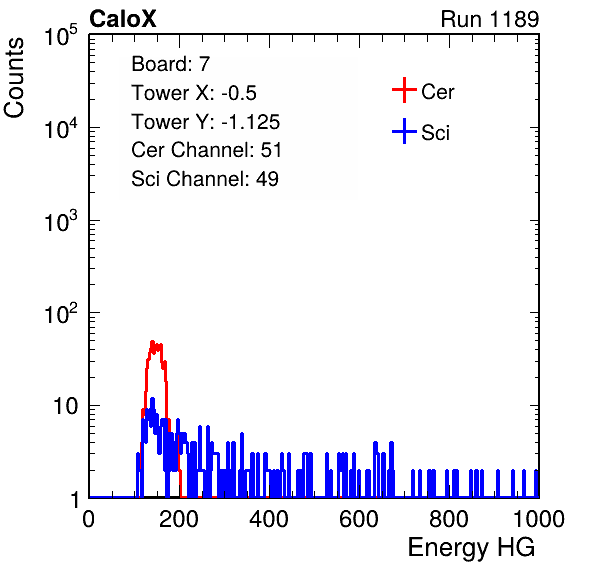 CaloX Run 1189
Counts
10^5
10^4
10^3
10^2
10
1
Board: 7
Tower X: -0.5
Tower Y: -1.125
Cer Channel: 51
Sci Channel: 49
Cer
Sci
0 200 400 600 800 1000
Energy HG